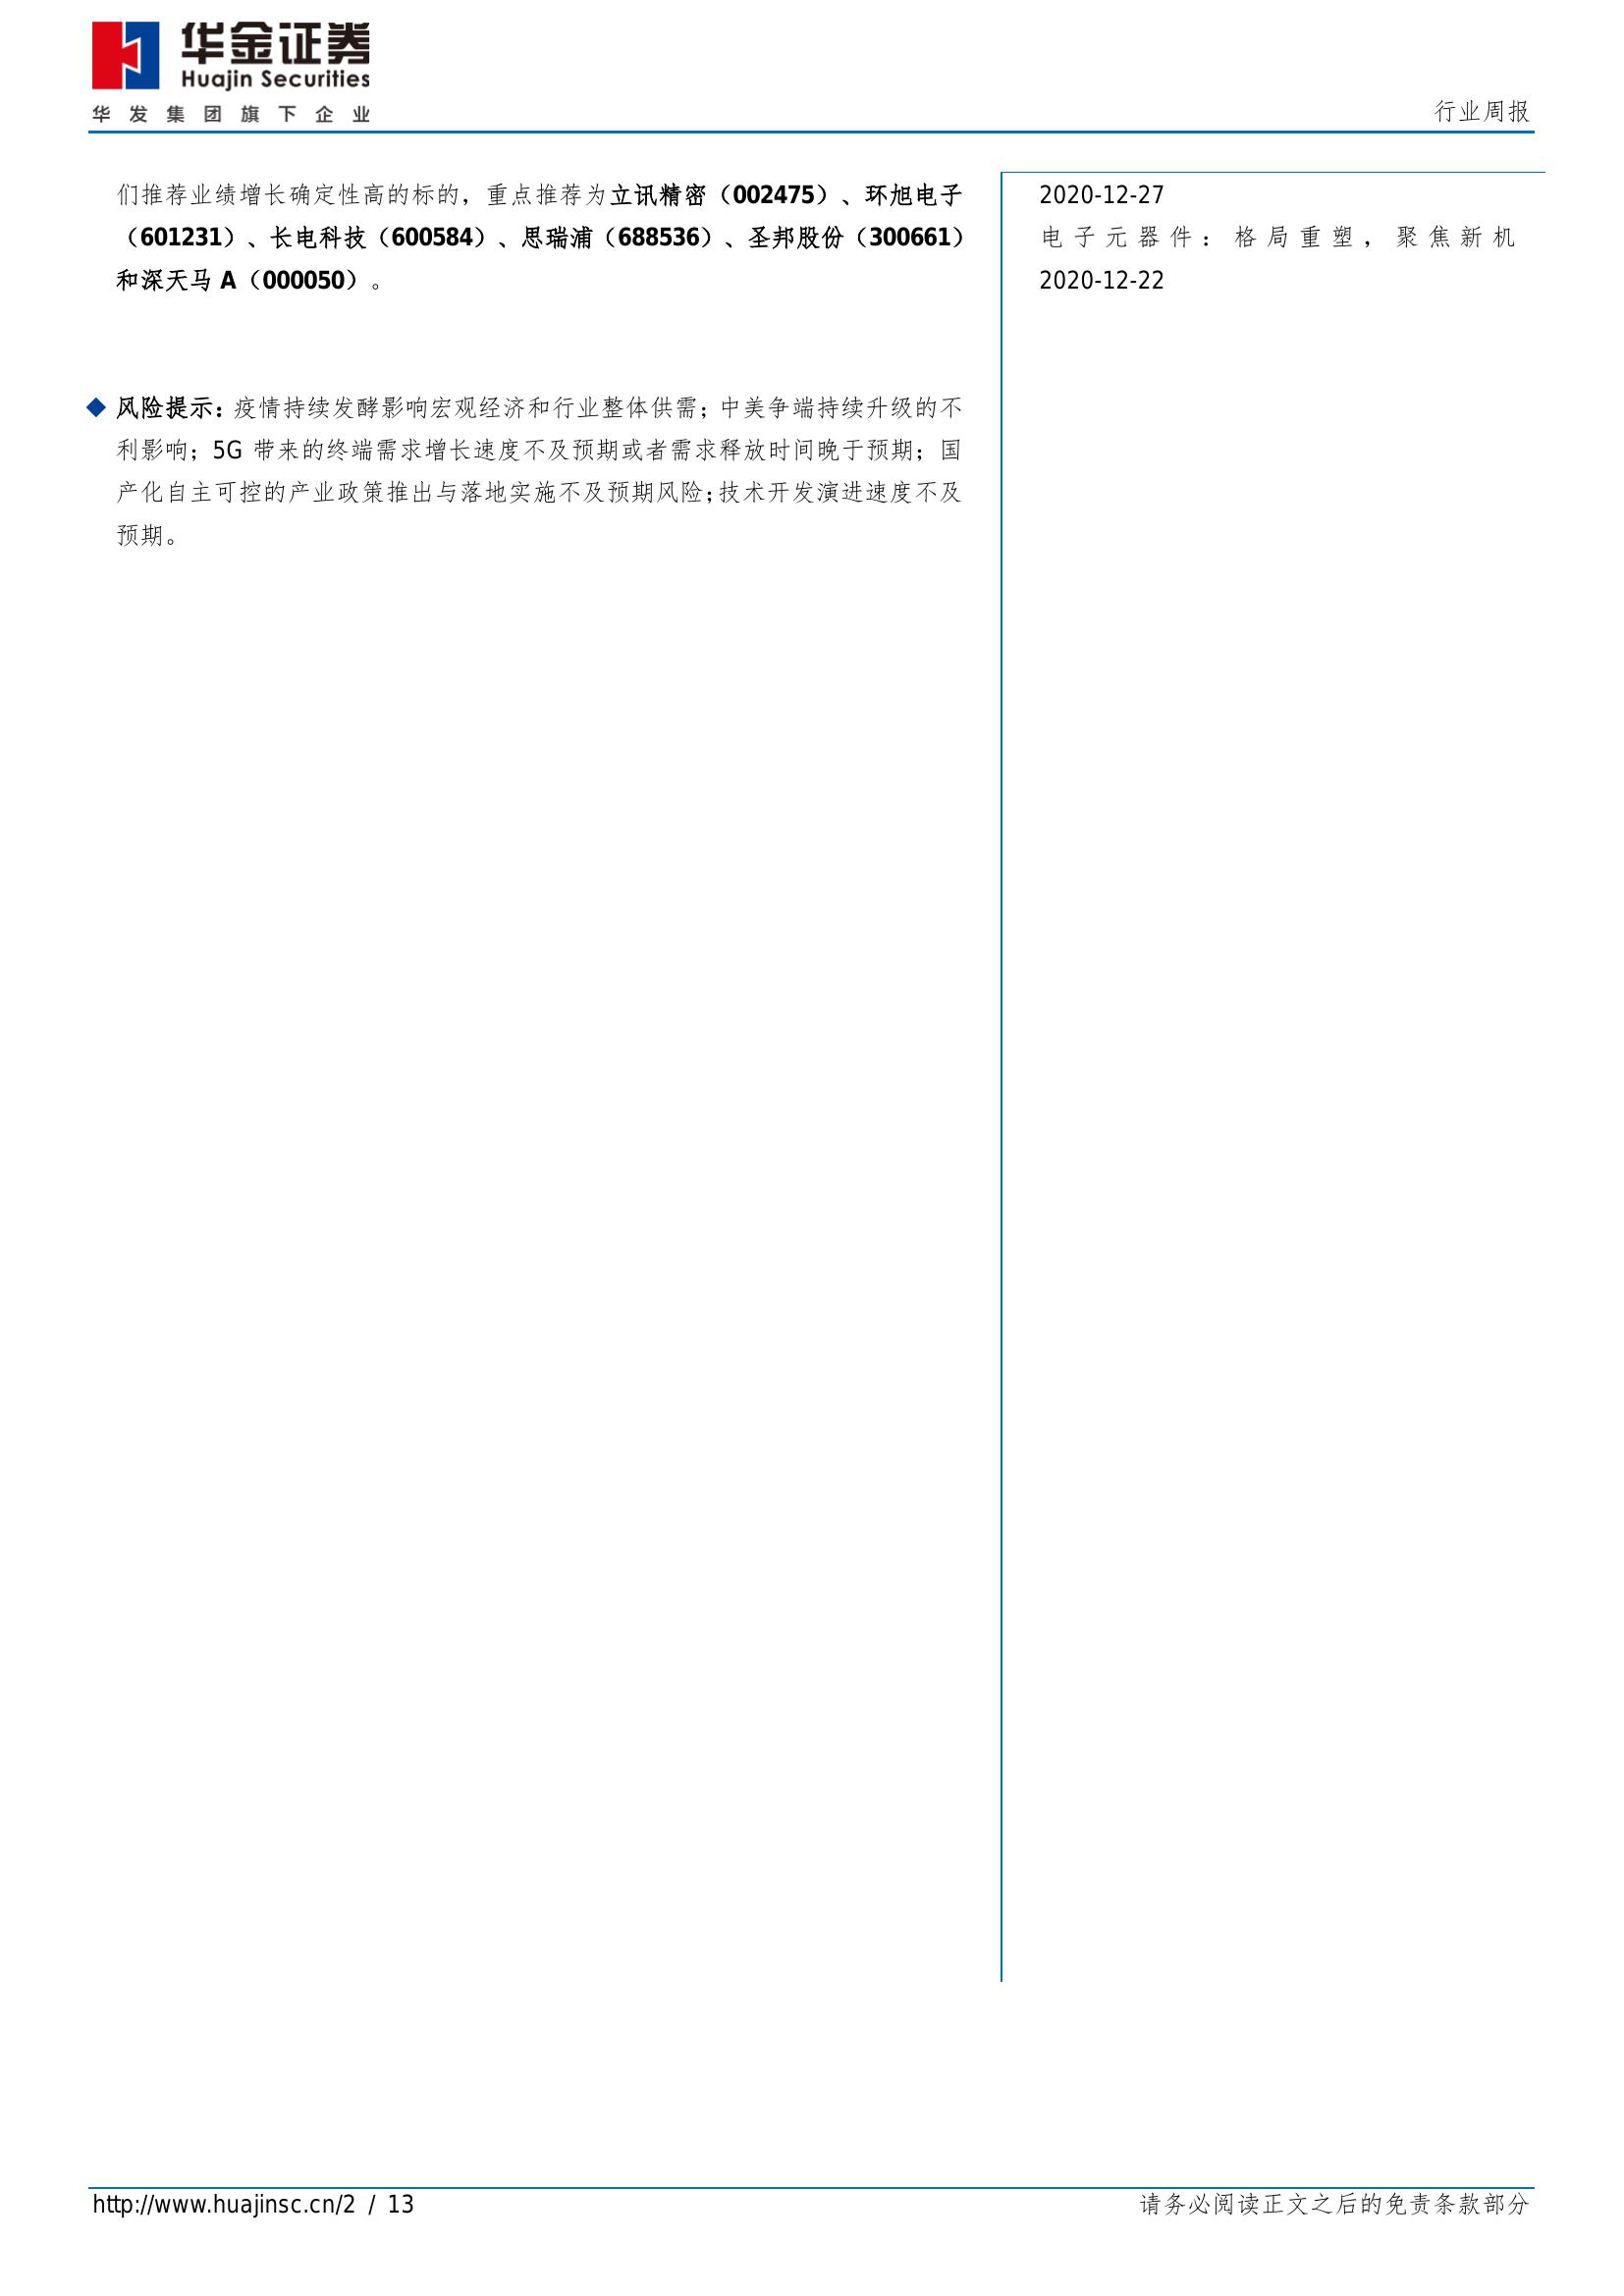 华金证券
Huajin Securities
华发集团旗下企业
行业周报
们推荐业绩增长确定性高的标的，重点推荐为立讯精密（002475）、环旭电子
（601231）、长电科技（600584）、思瑞浦（688536）、圣邦股份（300661）
和深天马 A（000050）。
◆ 风险提示：疫情持续发酵影响宏观经济和行业整体供需；中美争端持续升级的不
利影响；5G 带来的终端需求增长速度不及预期或者需求释放时间晚于预期；国
产化自主可控的产业政策推出与落地实施不及预期风险；技术开发演进速度不及
预期。
2020-12-27
电子元器件：格局重塑，聚焦新机
2020-12-22
http://www.huajinsc.cn/2 / 13
请务必阅读正文之后的免责条款部分